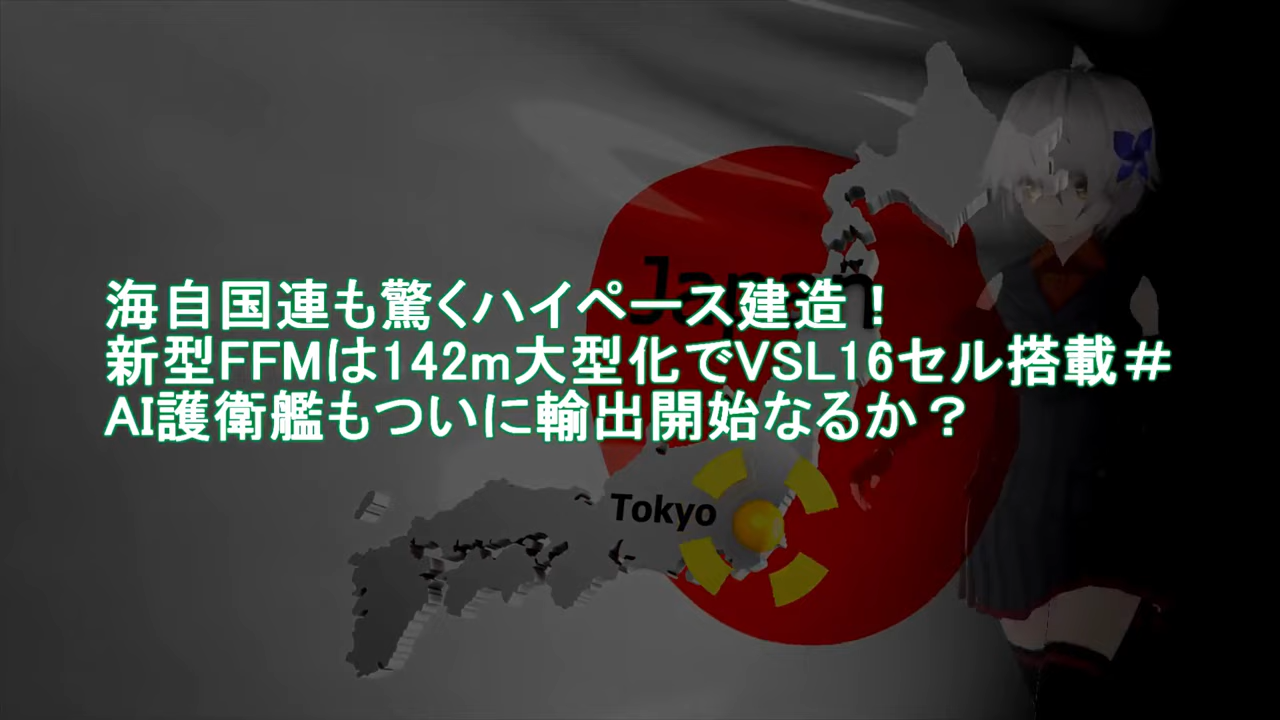 Japan
海自国連も驚くハイペース建造！
新型FFMは142m大型化でVSL16セル搭載＃
AI護衛艦もついに輸出開始なるか？
Tokyo